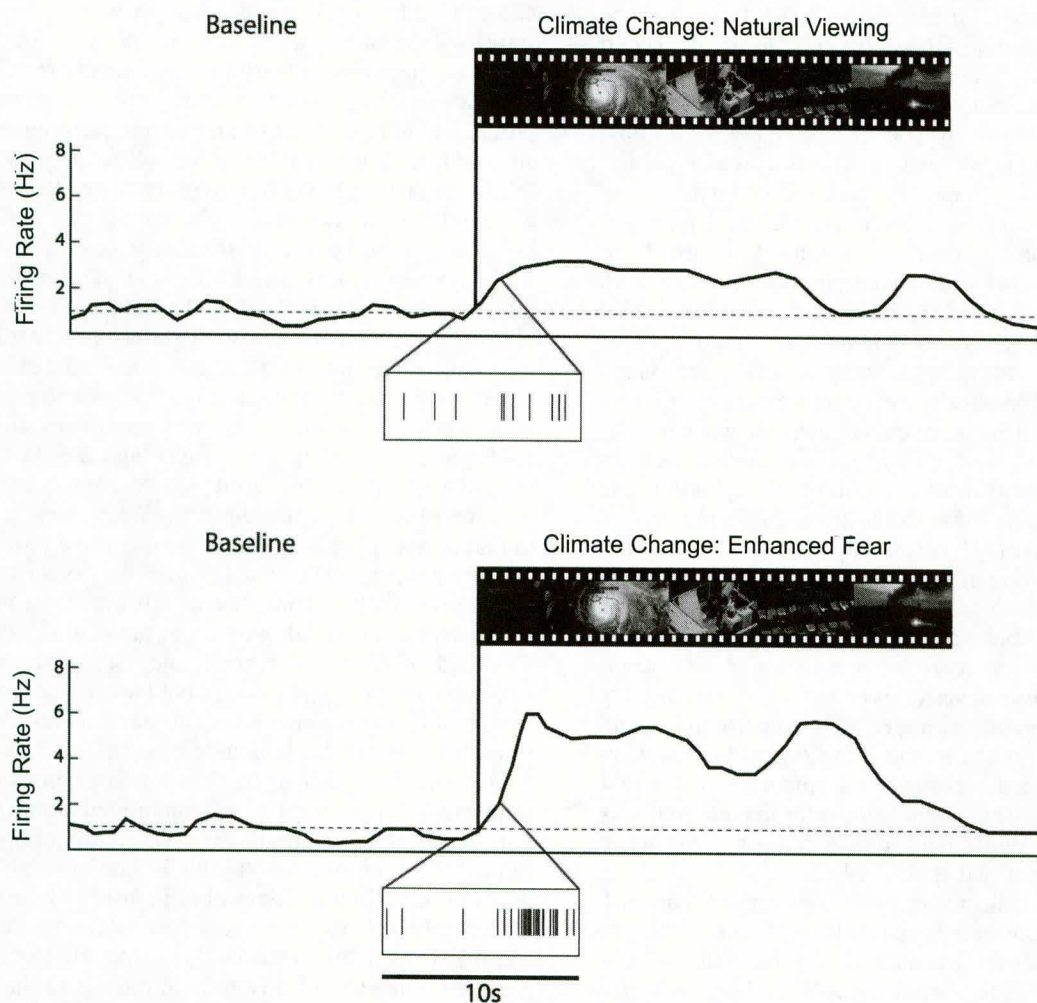 Baseline
Climate Change: Natural Viewing
Firing Rate (Hz)
8
6
4
2
Baseline
Climate Change: Enhanced Fear
Firing Rate (Hz)
8
6
4
2
10s